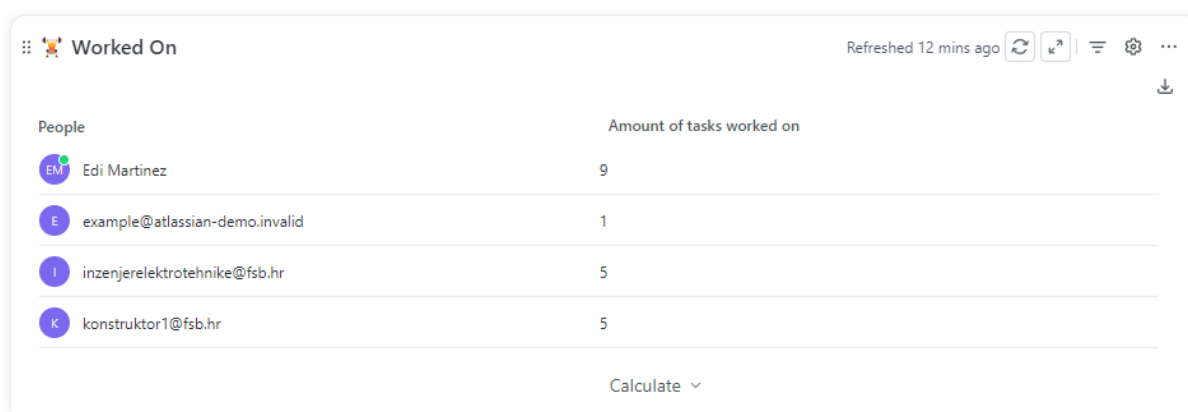 Worked On
Refreshed 12 mins ago
People Amount of tasks worked on
EM Edi Martinez 9
E example@atlassian-demo.invalid 1
I inzenjerelektrotehnike@fsb.hr 5
K konstruktor1@fsb.hr 5
Calculate